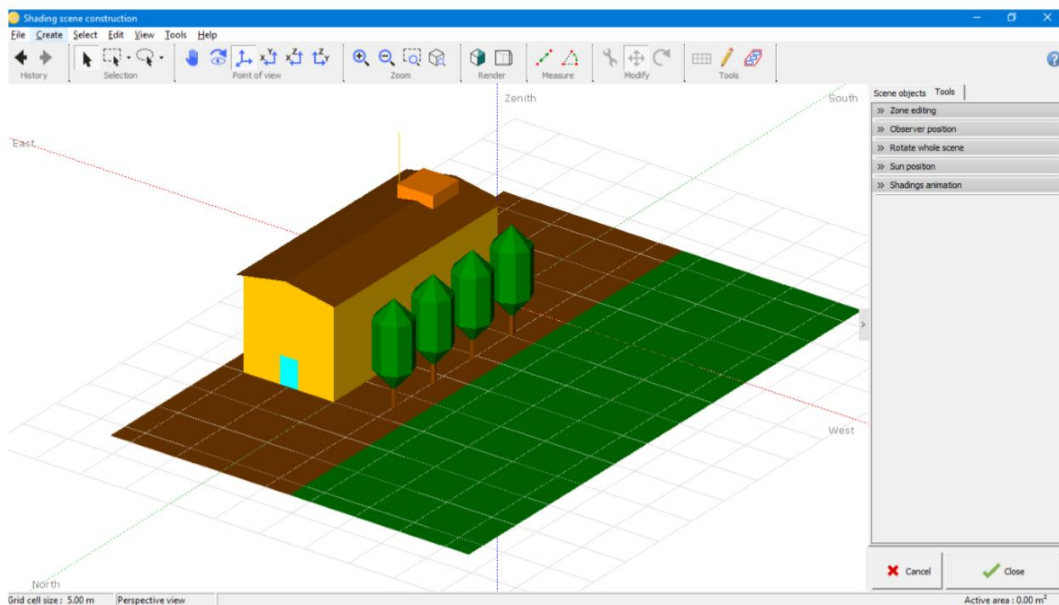 Shading scene construction
File Create Select Edit View Tools Help
History Selection Point of view Zoom Render Measure Modify Tools
Zenith
South
East
West
North
Scene objects Tools
Zone editing
Observer position
Rotate whole scene
Sun position
Shadings animation
Cancel Close
Grid cell size : 5.00 m Perspective view Active area : 0.00 m²